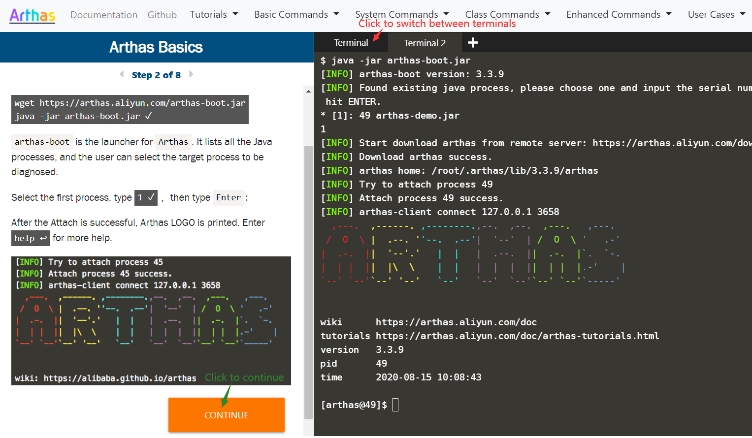 Arthas Documentation Github Tutorials Basic Commands System Commands Class Commands Enhanced Commands User Cases
Click to switch between terminals
Arthas Basics
Step 2 of 8
wget https://arthas.aliyun.com/arthas-boot.jar
java -jar arthas-boot.jar ✓
arthas-boot is the launcher for Arthas. It lists all the Java
processes, and the user can select the target process to be
diagnosed.
Select the first process, type 1 ✓ , then type Enter :
After the Attach is successful, Arthas LOGO is printed. Enter
help ↩ for more help.
[INFO] Try to attach process 45
[INFO] Attach process 45 success.
[INFO] arthas-client connect 127.0.0.1 3658
ARTHAS
wiki: https://alibaba.github.io/arthas
Click to continue
CONTINUE
Terminal Terminal 2 +
$ java -jar arthas-boot.jar
[INFO] arthas-boot version: 3.3.9
[INFO] Found existing java process, please choose one and input the serial num
hit ENTER.
* [1]: 49 arthas-demo.jar
1
[INFO] Start download arthas from remote server: https://arthas.aliyun.com/dow
[INFO] Download arthas success.
[INFO] arthas home: /root/.arthas/lib/3.3.9/arthas
[INFO] Try to attach process 49
[INFO] Attach process 49 success.
[INFO] arthas-client connect 127.0.0.1 3658
ARTHAS
wiki https://arthas.aliyun.com/doc
tutorials https://arthas.aliyun.com/doc/arthas-tutorials.html
version 3.3.9
pid 49
time 2020-08-15 10:08:43
[arthas@49]$